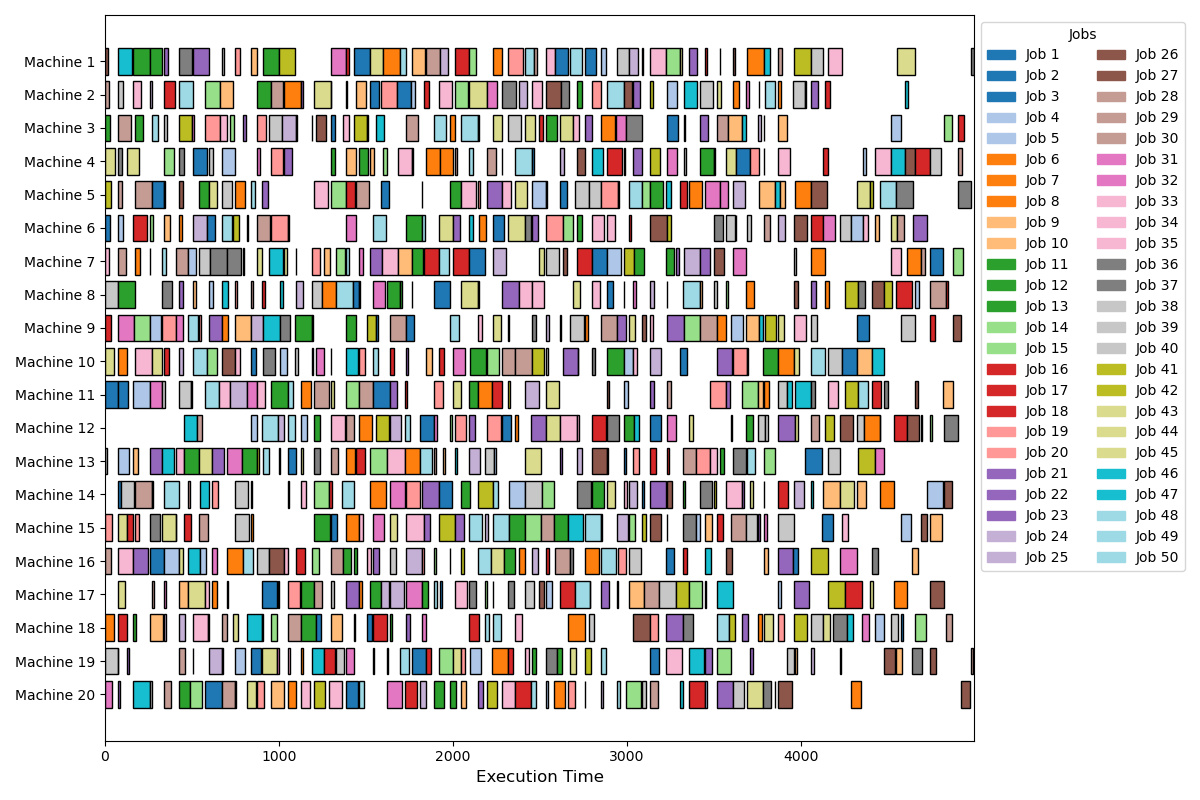 Machine 1
Machine 2
Machine 3
Machine 4
Machine 5
Machine 6
Machine 7
Machine 8
Machine 9
Machine 10
Machine 11
Machine 12
Machine 13
Machine 14
Machine 15
Machine 16
Machine 17
Machine 18
Machine 19
Machine 20
0 1000 2000 3000 4000
Execution Time
Jobs
Job 1 Job 26
Job 2 Job 27
Job 3 Job 28
Job 4 Job 29
Job 5 Job 30
Job 6 Job 31
Job 7 Job 32
Job 8 Job 33
Job 9 Job 34
Job 10 Job 35
Job 11 Job 36
Job 12 Job 37
Job 13 Job 38
Job 14 Job 39
Job 15 Job 40
Job 16 Job 41
Job 17 Job 42
Job 18 Job 43
Job 19 Job 44
Job 20 Job 45
Job 21 Job 46
Job 22 Job 47
Job 23 Job 48
Job 24 Job 49
Job 25 Job 50